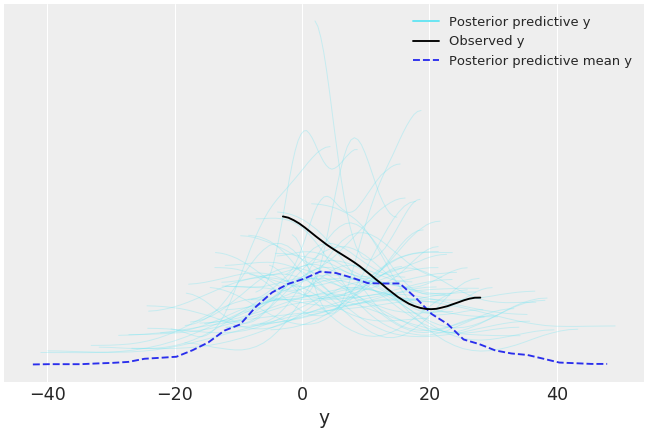 Posterior predictive y
Observed y
Posterior predictive mean y
−40
−20
0
20
40
y